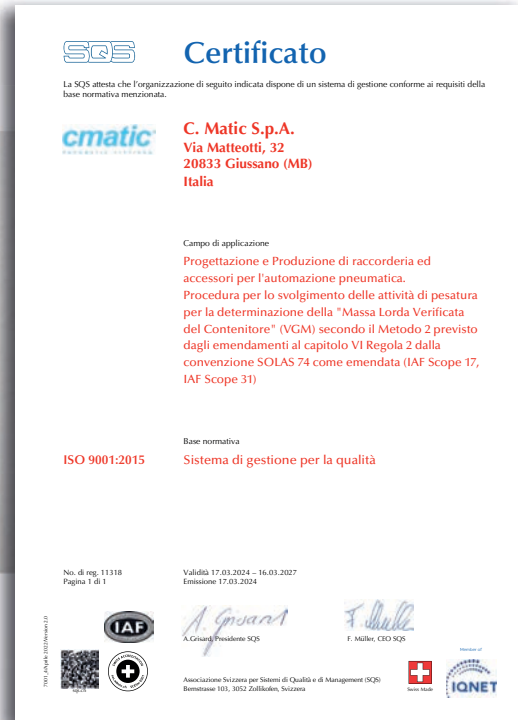 SQS
Certificato
La SQS attesta che l'organizzazione di seguito indicata dispone di un sistema di gestione conforme ai requisiti della
base normativa menzionata.
cmatic
C. Matic S.p.A.
Via Matteotti, 32
20833 Giussano (MB)
Italia
Campo di applicazione
Progettazione e Produzione di raccorderia ed
accessori per l'automazione pneumatica.
Procedura per lo svolgimento delle attività di pesatura
per la determinazione della "Massa Lorda Verificata
del Contenitore" (VGM) secondo il Metodo 2 previsto
dagli emendamenti al capitolo VI Regola 2 dalla
convenzione SOLAS 74 come emendata (IAF Scope 17,
IAF Scope 31)
Base normativa
ISO 9001:2015 Sistema di gestione per la qualità
No. di reg. 11318
Pagina 1 di 1
Validità 17.03.2024 – 16.03.2027
Emissione 17.03.2024
IAF
A.Grisard, Presidente SQS
F. Müller, CEO SQS
Associazione Svizzera per Sistemi di Qualità e di Management (SQS)
Bernstrasse 103, 3052 Zollikofen, Svizzera
Swiss Made
Member of
IQNET